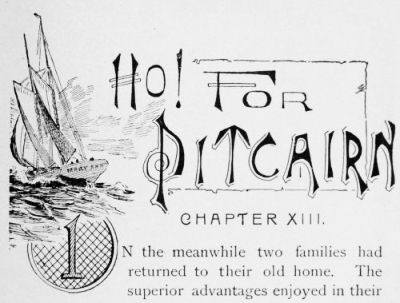 HO! FOR
PITCAIRN
CHAPTER XIII.
IN the meanwhile two families had
returned to their old home. The
superior advantages enjoyed in their